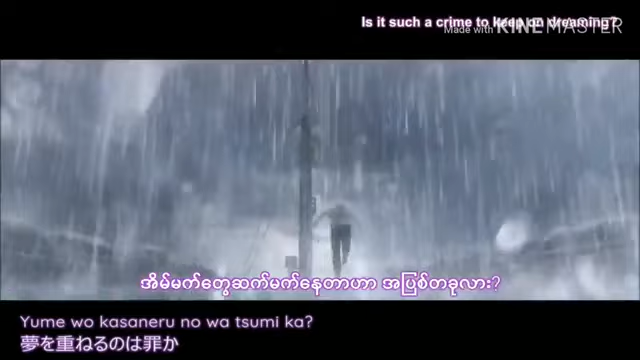 Is it such a crime to keep on dreaming?
Made with KINEMASTER
အိမ်မက်တွေဆက်မက်နေတာဟာ အပြစ်တခုလား?
Yume wo kasaneru no wa tsumi ka?
夢を重ねるのは罪か